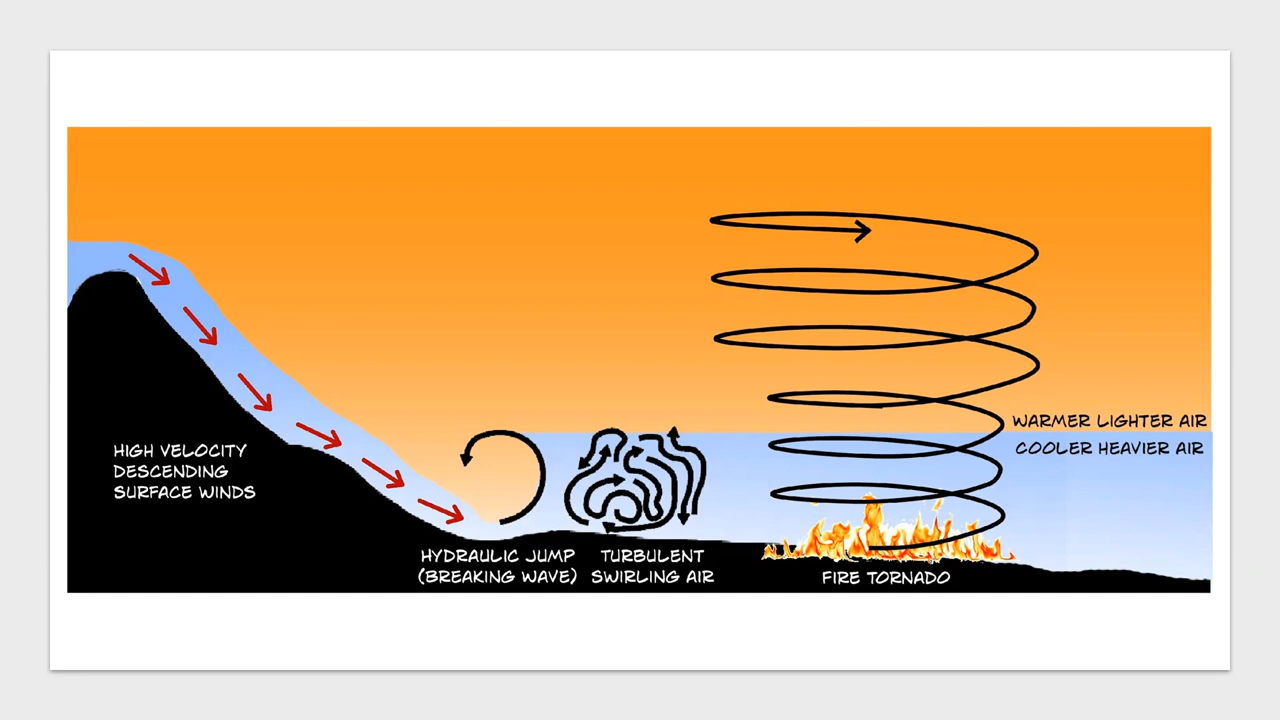 HIGH VELOCITY
DESCENDING
SURFACE WINDS
HYDRAULIC JUMP
(BREAKING WAVE)
TURBULENT
SWIRLING AIR
FIRE TORNADO
WARMER LIGHTER AIR
COOLER HEAVIER AIR